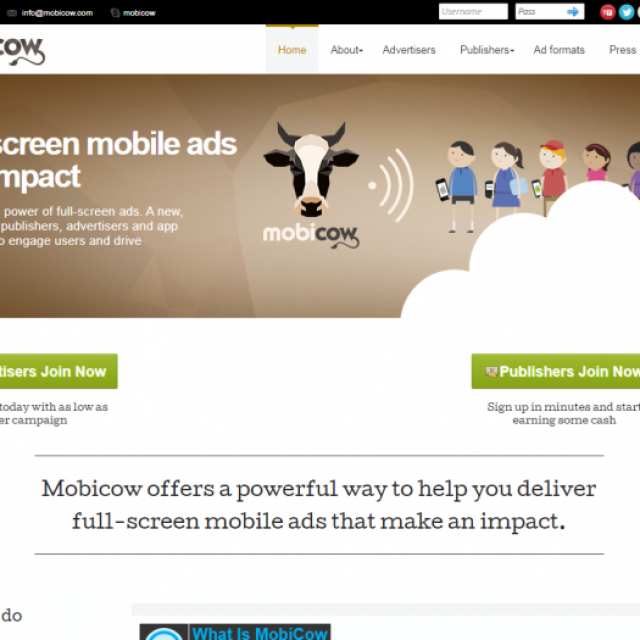 info@mobicow.com mobicow Username Pass
cow
Home About Advertisers Publishers Ad formats Press
screen mobile ads
mpact
power of full-screen ads. A new,
publishers, advertisers and app
o engage users and drive
mobicow
tisers Join Now
Publishers Join Now
today with as low as
er campaign
Sign up in minutes and start
earning some cash
Mobicow offers a powerful way to help you deliver
full-screen mobile ads that make an impact.
do
What Is MobiCow